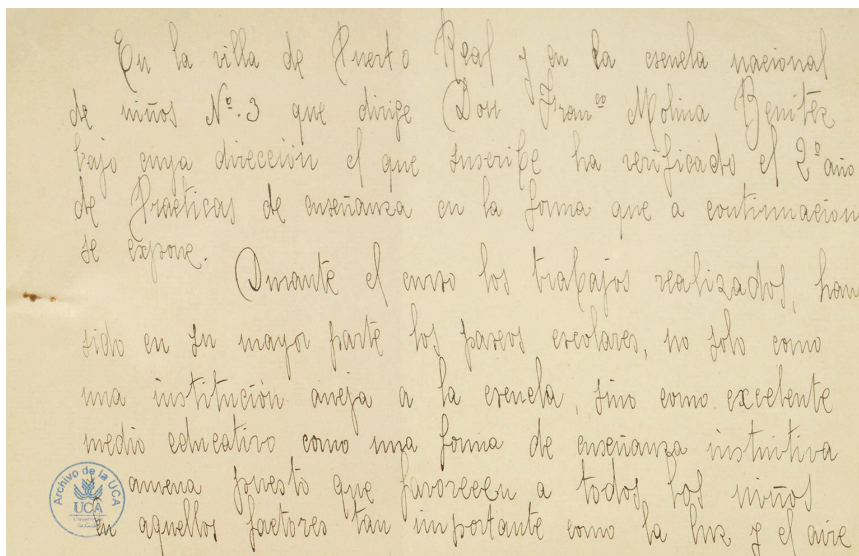 En la villa de Puerto Real y en la escuela nacional
de niños Nº. 3 que dirige Don Franco Molina Benítez
bajo cuya dirección el que suscribe ha verificado el 2º año
de Prácticas de enseñanza en la forma que a continuación
se expone.
Durante el curso los trabajos realizados, han
sido en su mayor parte los paseos escolares, no solo como
una institución aneja a la escuela, sino como excelente
medio educativo como una forma de enseñanza instuitiva
amena puesto que favorecen a todos los niños
en aquellos factores tan importante como la luz y el aire
Archivo de la UCA
UCA